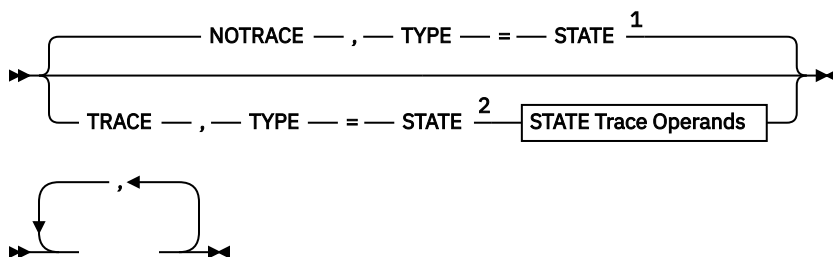 NOTRACE , TYPE = STATE 1
TRACE , TYPE = STATE 2 STATE Trace Operands
,